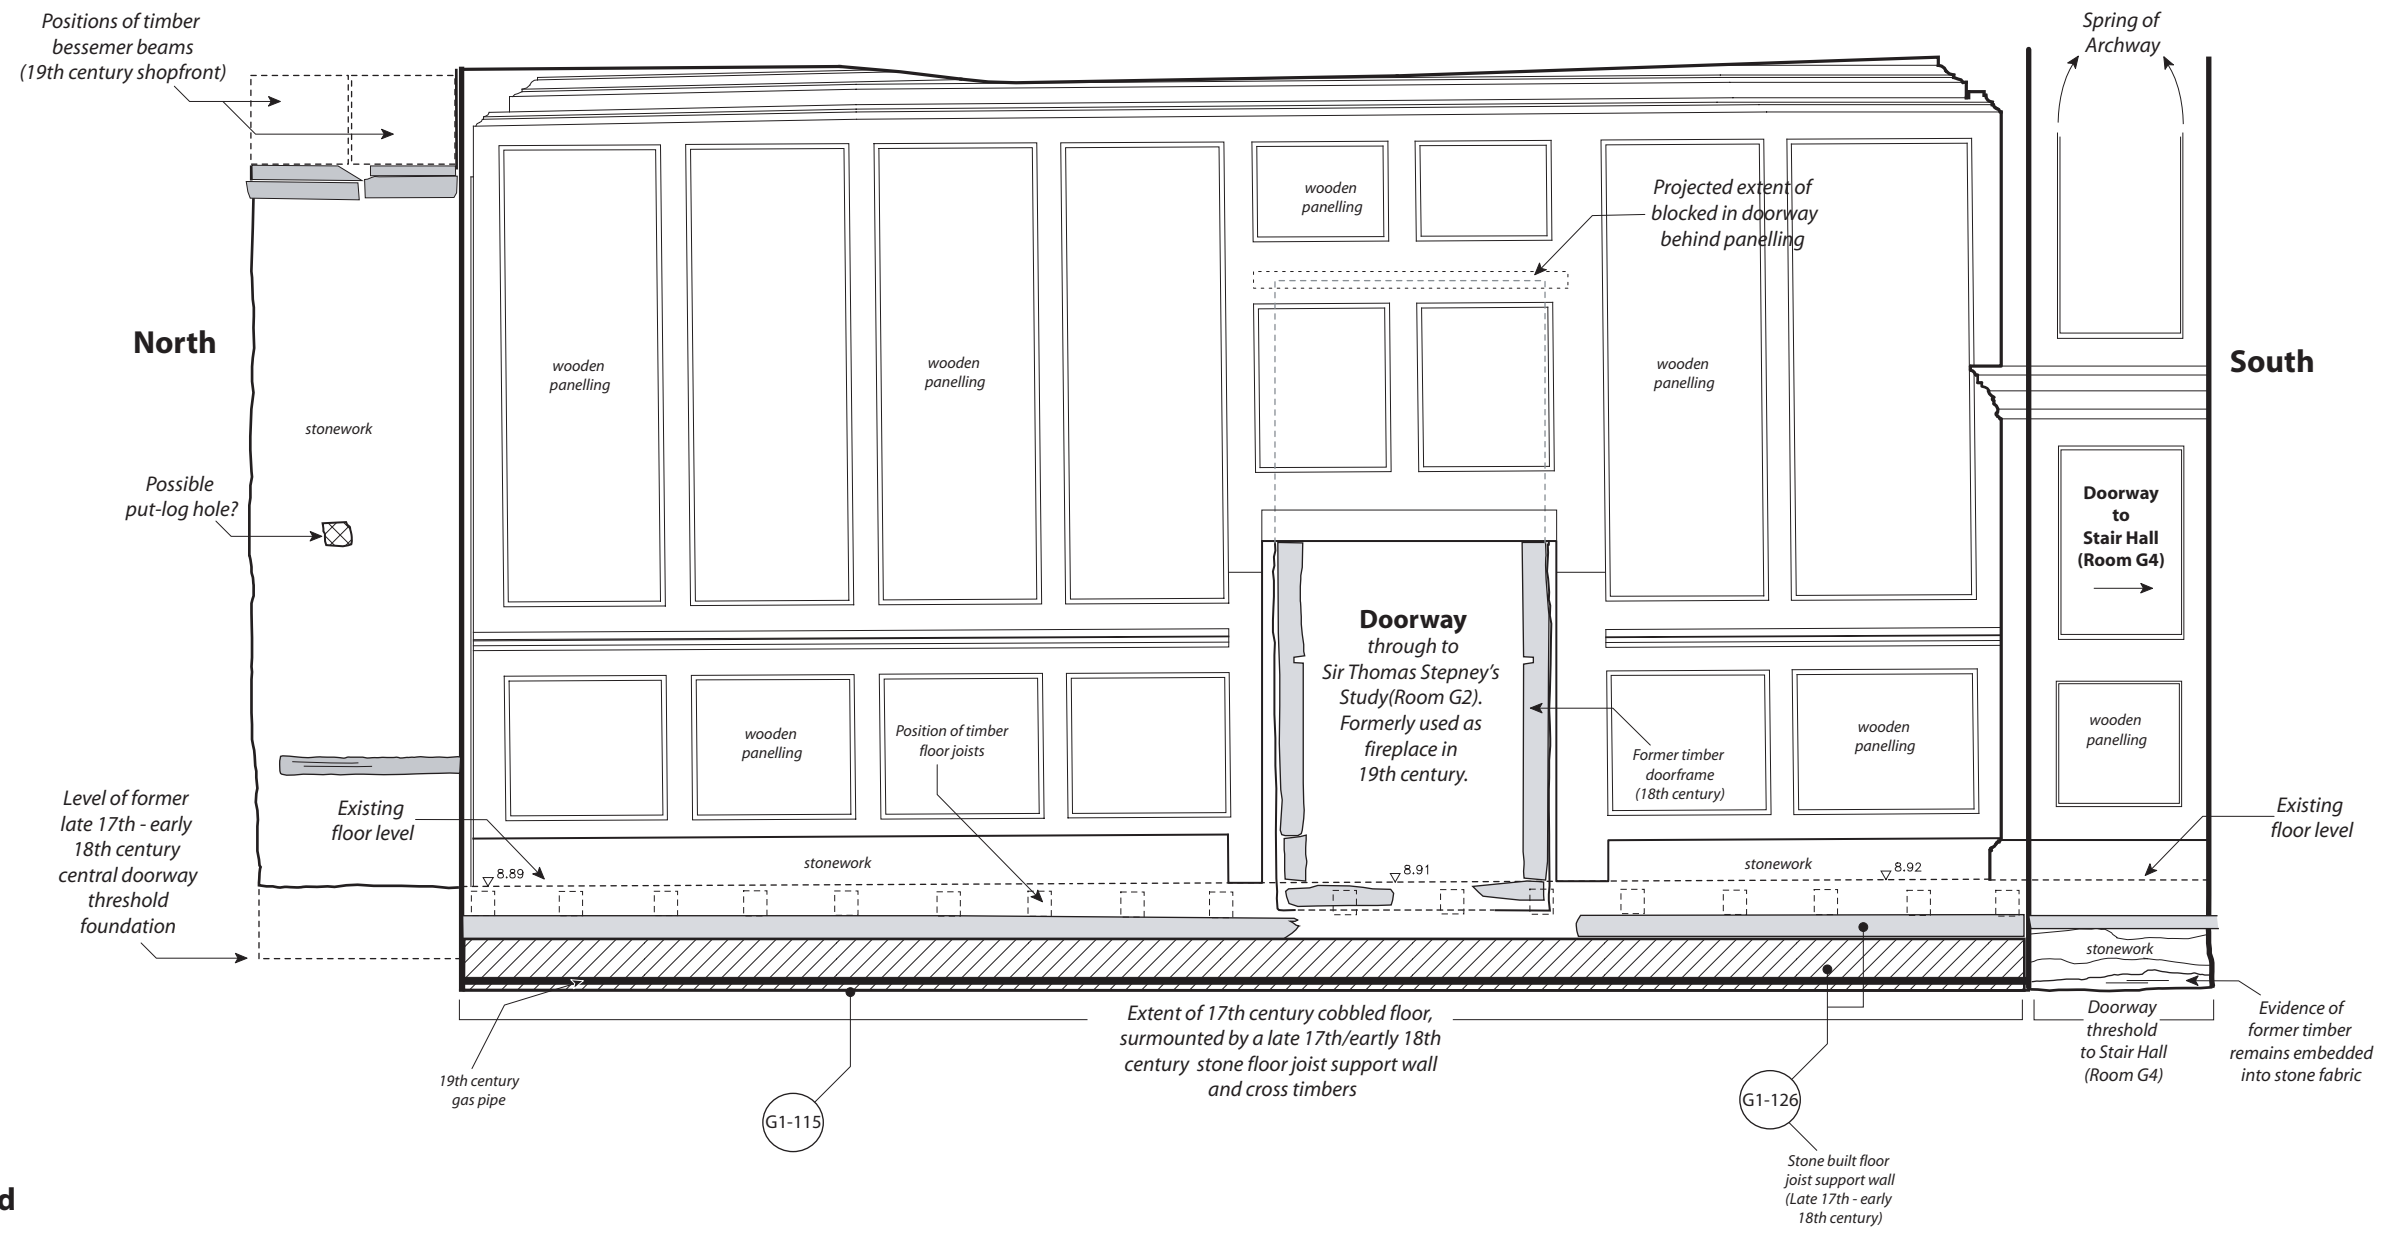 Positions of timber
bessemer beams
(19th century shopfront)
Spring of
Archway
wooden
panelling
Projected extent of
blocked in doorway
behind panelling
North
South
wooden
panelling
wooden
panelling
wooden
panelling
stonework
Possible
put-log hole?
Doorway
to
Stair Hall
(Room G4)
Doorway
through to
Sir Thomas Stepney's
Study(Room G2).
Formerly used as
fireplace in
19th century.
wooden
panelling
Position of timber
floor joists
Former timber
doorframe
(18th century)
wooden
panelling
wooden
panelling
Level of former
late 17th - early
18th century
central doorway
threshold
foundation
Existing
floor level
Existing
floor level
stonework
stonework
8.89
8.91
8.92
stonework
Extent of 17th century cobbled floor,
surmounted by a late 17th/eartly 18th
century stone floor joist support wall
and cross timbers
Doorway
threshold
to Stair Hall
(Room G4)
Evidence of
former timber
remains embedded
into stone fabric
19th century
gas pipe
G1-115
G1-126
Stone built floor
joist support wall
(Late 17th - early
18th century)
d